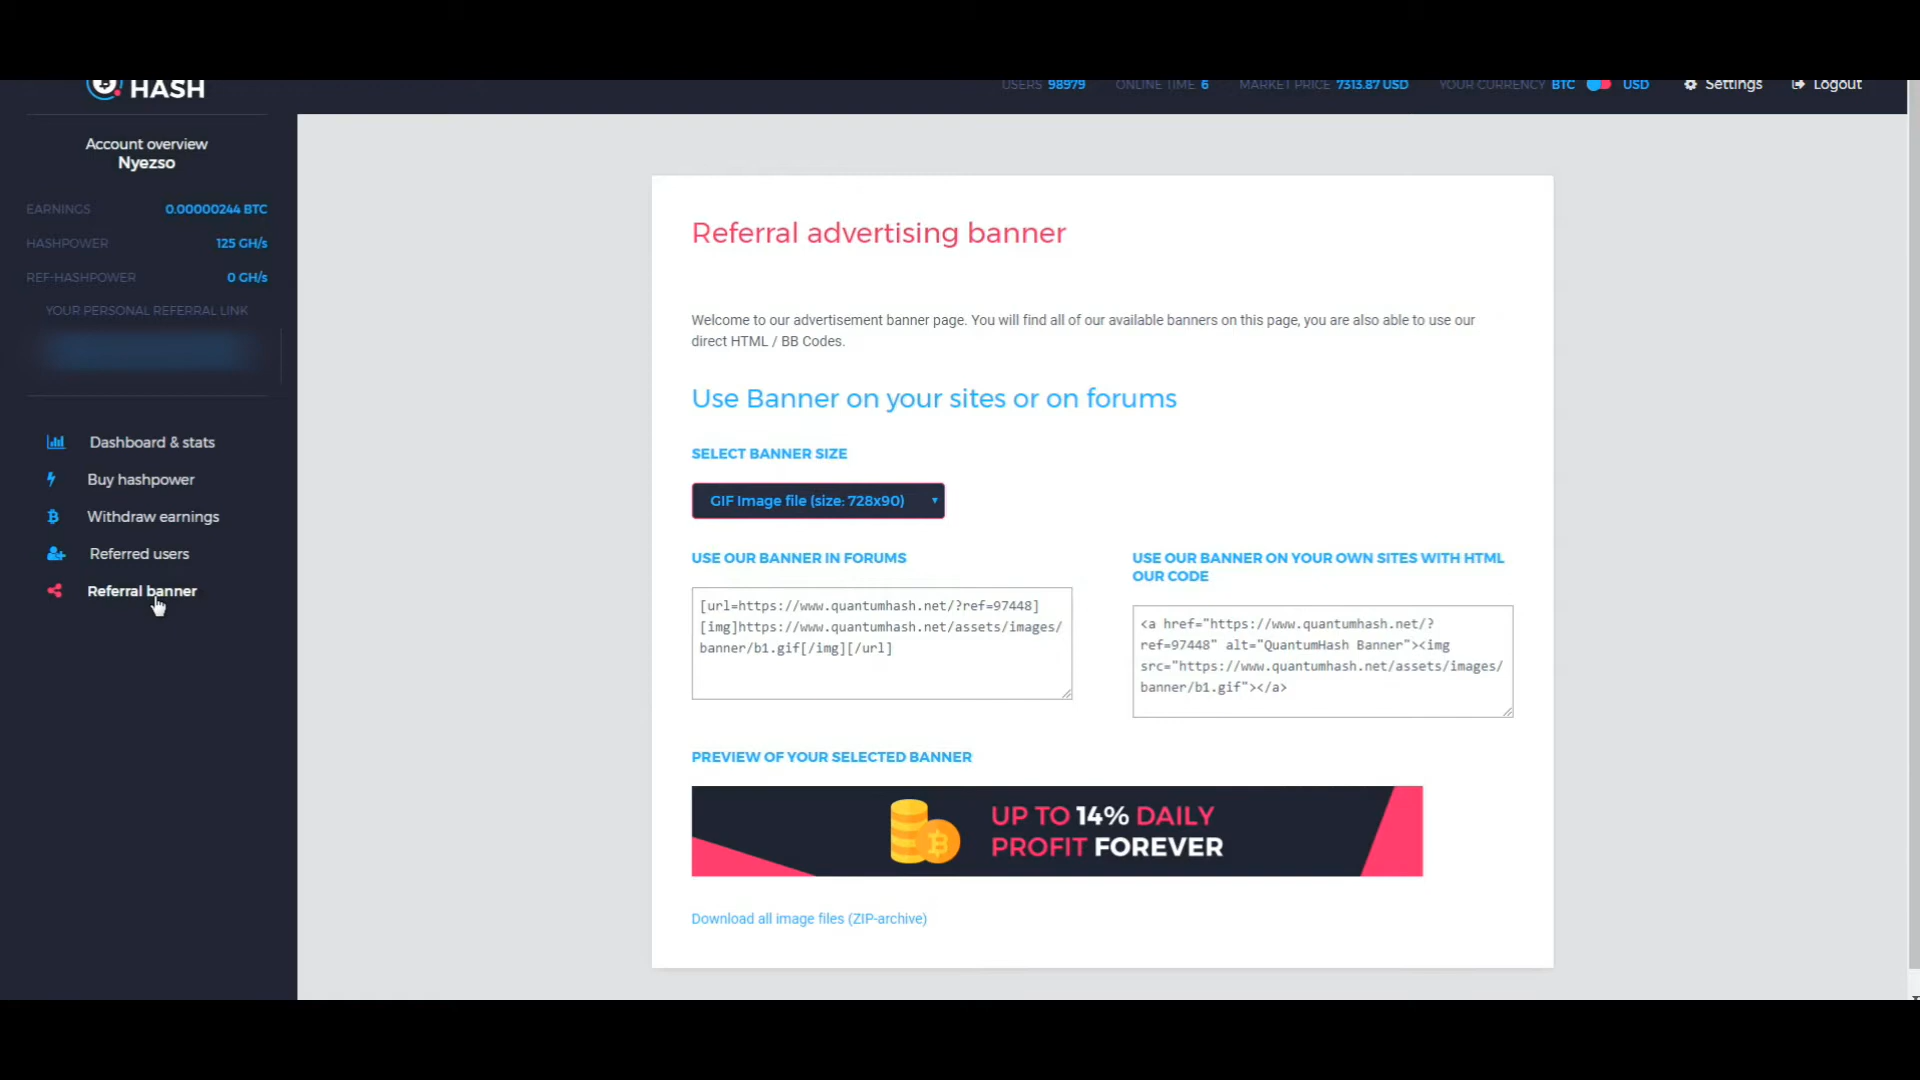 HASH
USERS 98979 ONLINE TIME 6 MARKET PRICE 7313.87 USD YOUR CURRENCY BTC USD Settings Logout
Account overview
Nyezso
EARNINGS 0.00000244 BTC
HASHPOWER 125 GH/s
REF-HASHPOWER 0 GH/s
YOUR PERSONAL REFERRAL LINK
Dashboard & stats
Buy hashpower
Withdraw earnings
Referred users
Referral banner
Referral advertising banner
Welcome to our advertisement banner page. You will find all of our available banners on this page, you are also able to use our
direct HTML / BB Codes.
Use Banner on your sites or on forums
SELECT BANNER SIZE
GIF Image file (size: 728x90)
USE OUR BANNER IN FORUMS
[url=https://www.quantumhash.net/?ref=97448]
[img]https://www.quantumhash.net/assets/images/
banner/b1.gif[/img][/url]
USE OUR BANNER ON YOUR OWN SITES WITH HTML
OUR CODE
<a href="https://www.quantumhash.net/?
ref=97448" alt="QuantumHash Banner"><img
src="https://www.quantumhash.net/assets/images/
banner/b1.gif"></a>
PREVIEW OF YOUR SELECTED BANNER
UP TO 14% DAILY
PROFIT FOREVER
Download all image files (ZIP-archive)